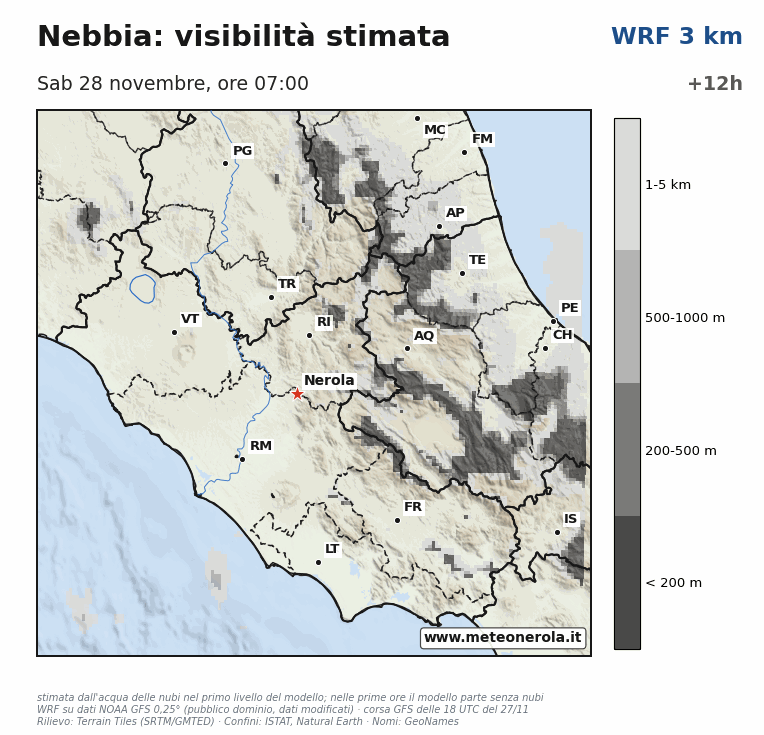 Nebbia: visibilità stimata
WRF 3 km
Sab 28 novembre, ore 07:00
+12h
MC
FM
PG
AP
TE
TR
PE
VT
RI
AQ
CH
Nerola
RM
FR
IS
LT
www.meteonerola.it
1-5 km
500-1000 m
200-500 m
< 200 m
stimata dall'acqua delle nubi nel primo livello del modello; nelle prime ore il modello parte senza nubi
WRF su dati NOAA GFS 0,25° (pubblico dominio, dati modificati) · corsa GFS delle 18 UTC del 27/11
Rilievo: Terrain Tiles (SRTM/GMTED) · Confini: ISTAT, Natural Earth · Nomi: GeoNames